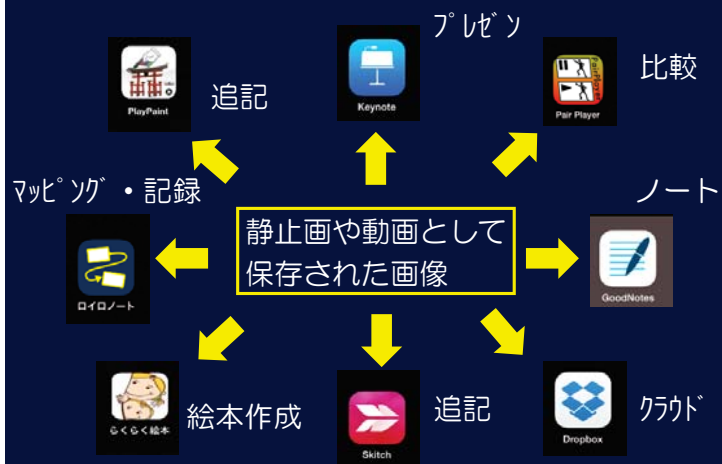 プレゼン
比較
追記
PlayPaint
Keynote
Pair Player
マッピング・記録
ノート
静止画や動画として
保存された画像
ロイロノート
GoodNotes
絵本作成
追記
クラウド
らくらく絵本
Skitch
Dropbox